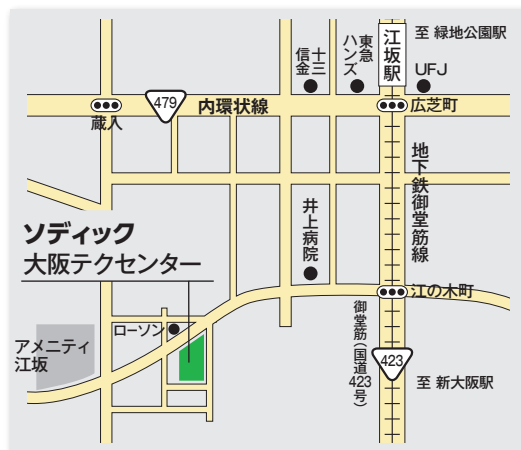 至 緑地公園駅
江坂駅
東急
ハンズ
十三
信金
UFJ
479
内環状線
広芝町
蔵人
地下鉄御堂筋線
井上病院
ソディック
大阪テクセンター
江の木町
ローソン
アメニティ
江坂
御堂筋(国道423号)
423
至 新大阪駅